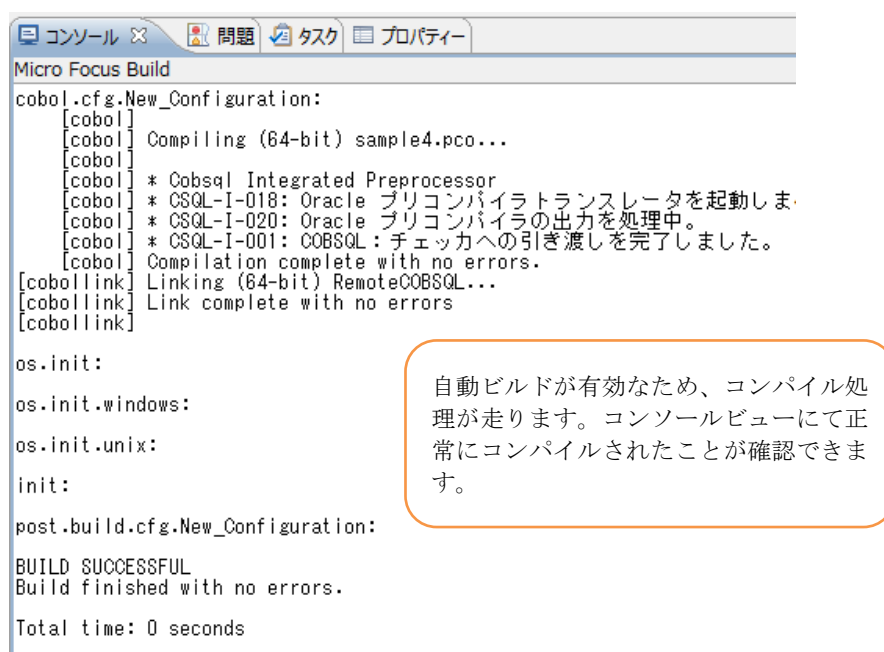 コンソール 問題 タスク プロパティー
Micro Focus Build
cobol.cfg.New_Configuration:
[cobol]
[cobol] Compiling (64-bit) sample4.pco...
[cobol]
[cobol] * Cobsql Integrated Preprocessor
[cobol] * CSQL-I-018: Oracle プリコンパイラトランスレータを起動しま
[cobol] * CSQL-I-020: Oracle プリコンパイラの出力を処理中。
[cobol] * CSQL-I-001: COBSQL：チェッカへの引き渡しを完了しました。
[cobol] Compilation complete with no errors.
[cobollink] Linking (64-bit) RemoteCOBSQL...
[cobollink] Link complete with no errors
[cobollink]
os.init:
os.init.windows:
os.init.unix:
init:
post.build.cfg.New_Configuration:
BUILD SUCCESSFUL
Build finished with no errors.
Total time: 0 seconds
自動ビルドが有効なため、コンパイル処
理が走ります。コンソールビューにて正
常にコンパイルされたことが確認できま
す。